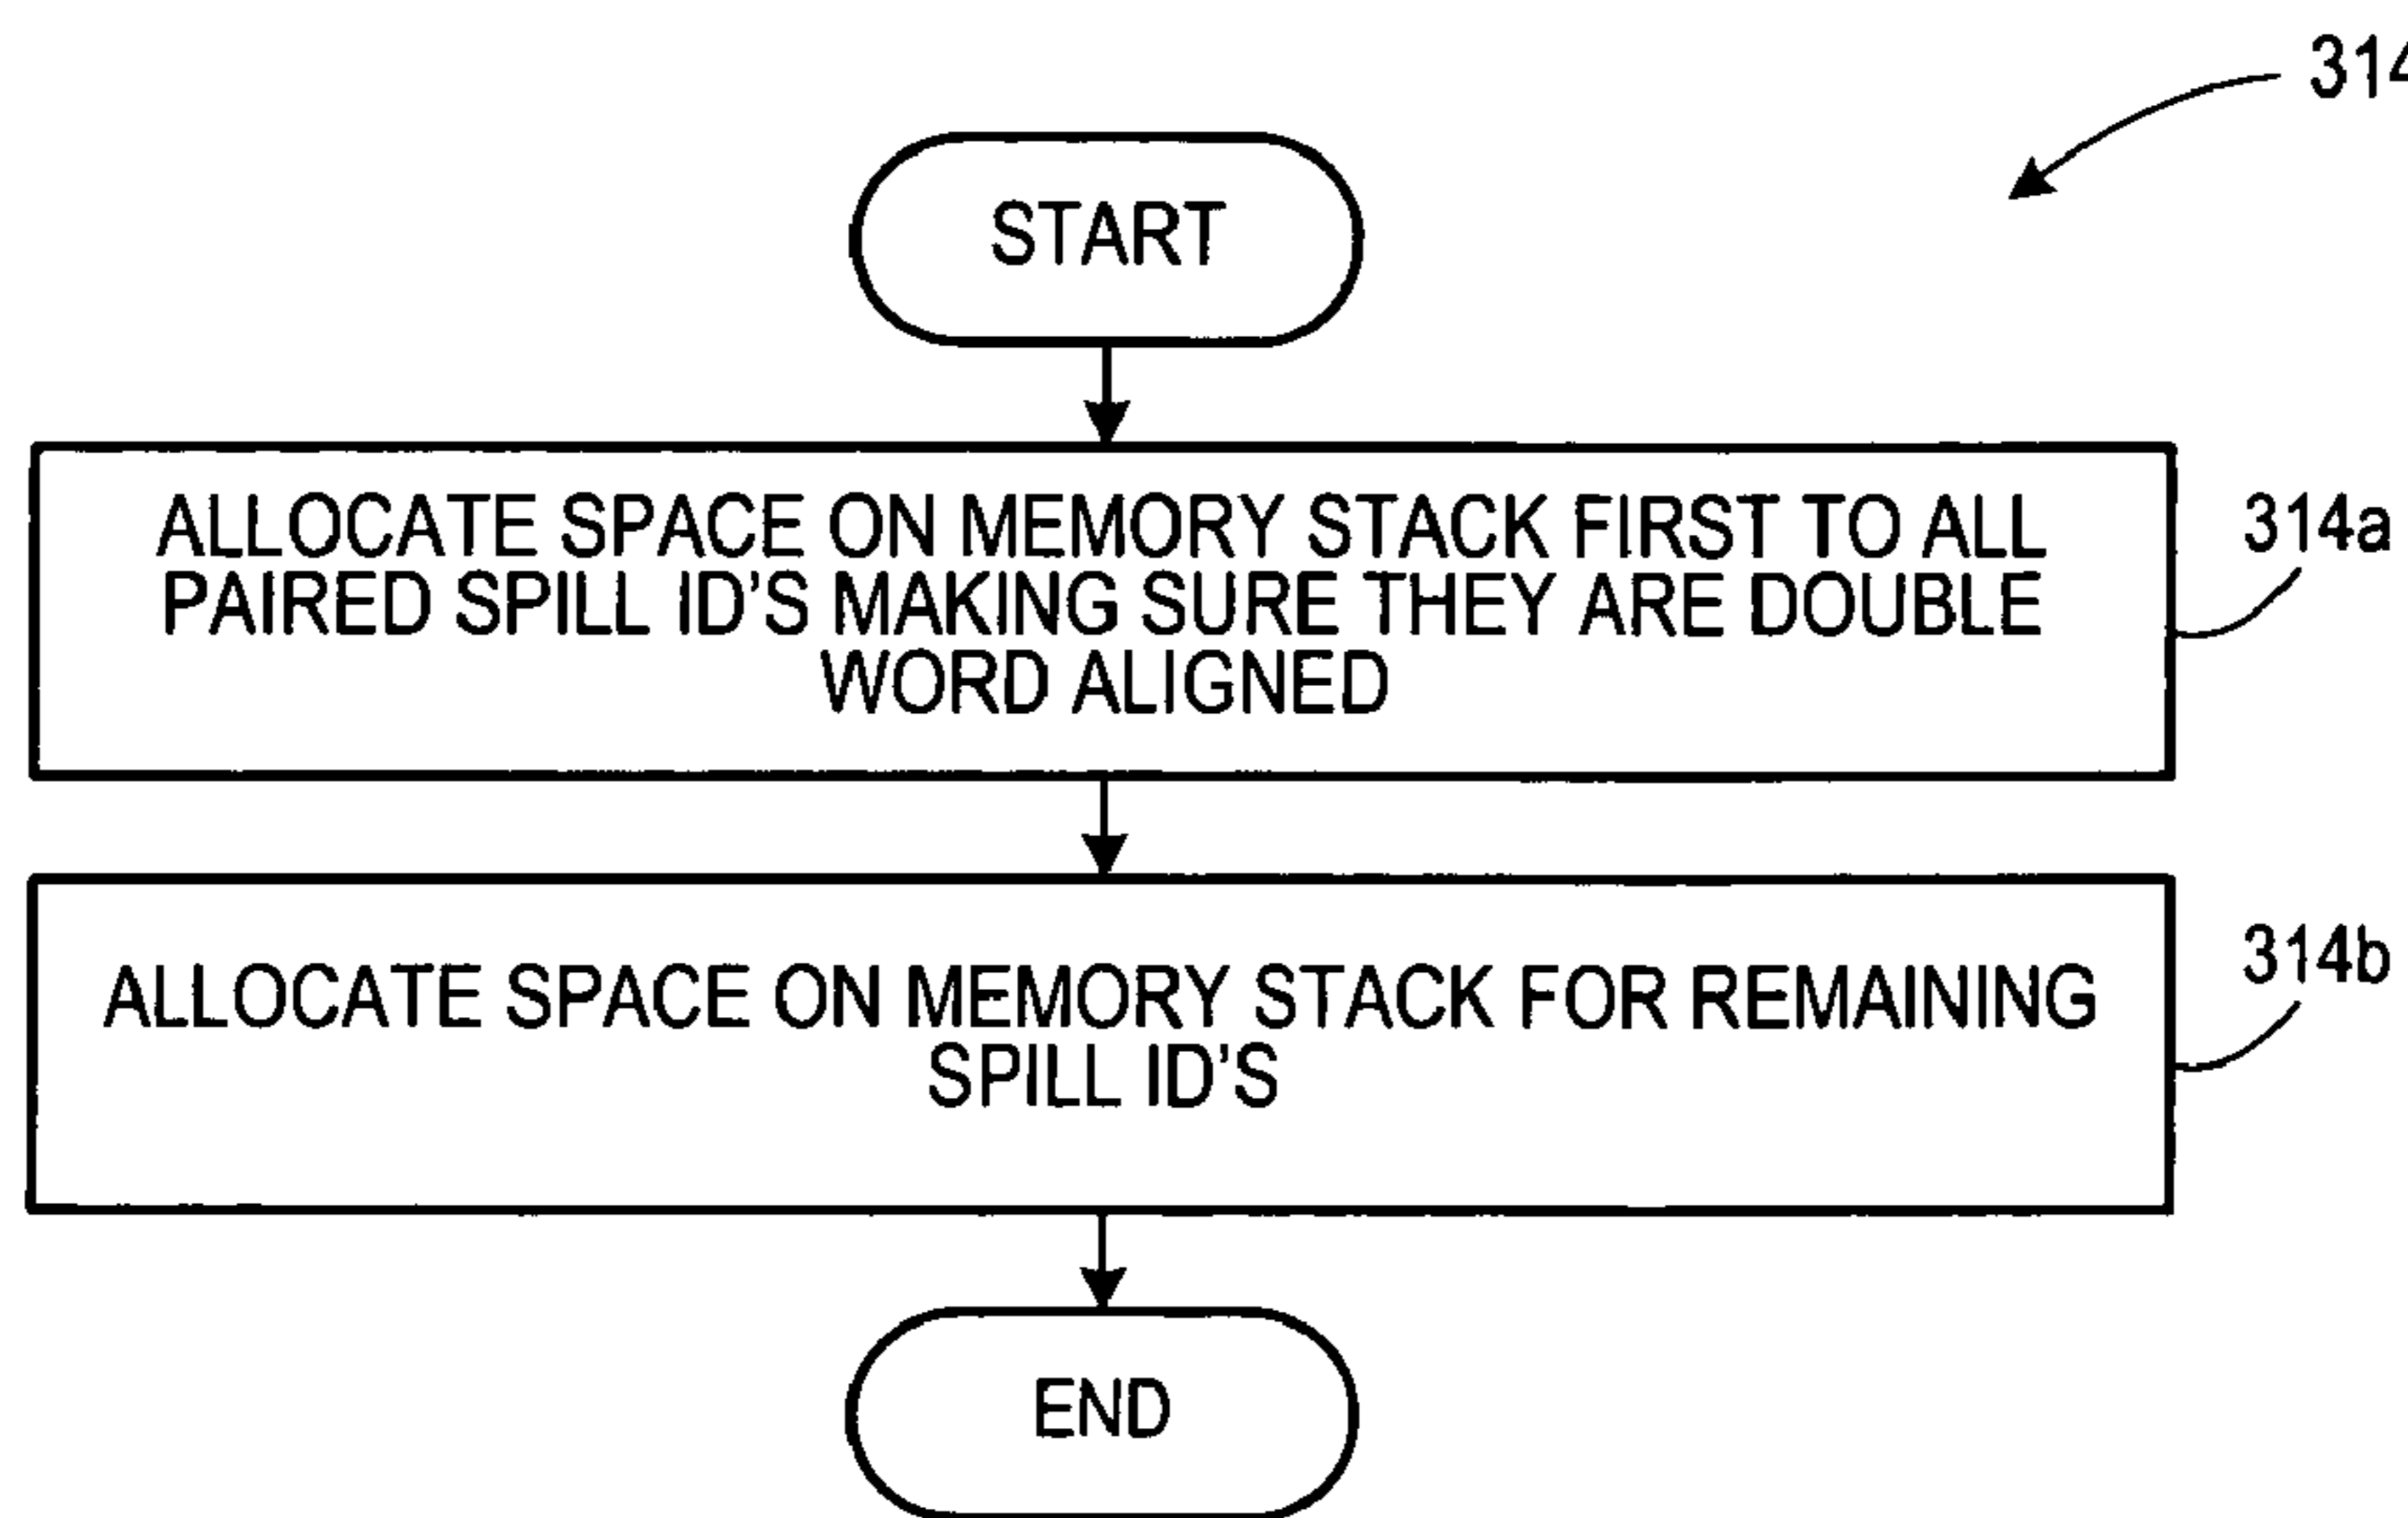 314
START
ALLOCATE SPACE ON MEMORY STACK FIRST TO ALL
PAIRED SPILL ID'S MAKING SURE THEY ARE DOUBLE
WORD ALIGNED
314a
ALLOCATE SPACE ON MEMORY STACK FOR REMAINING
SPILL ID'S
314b
END